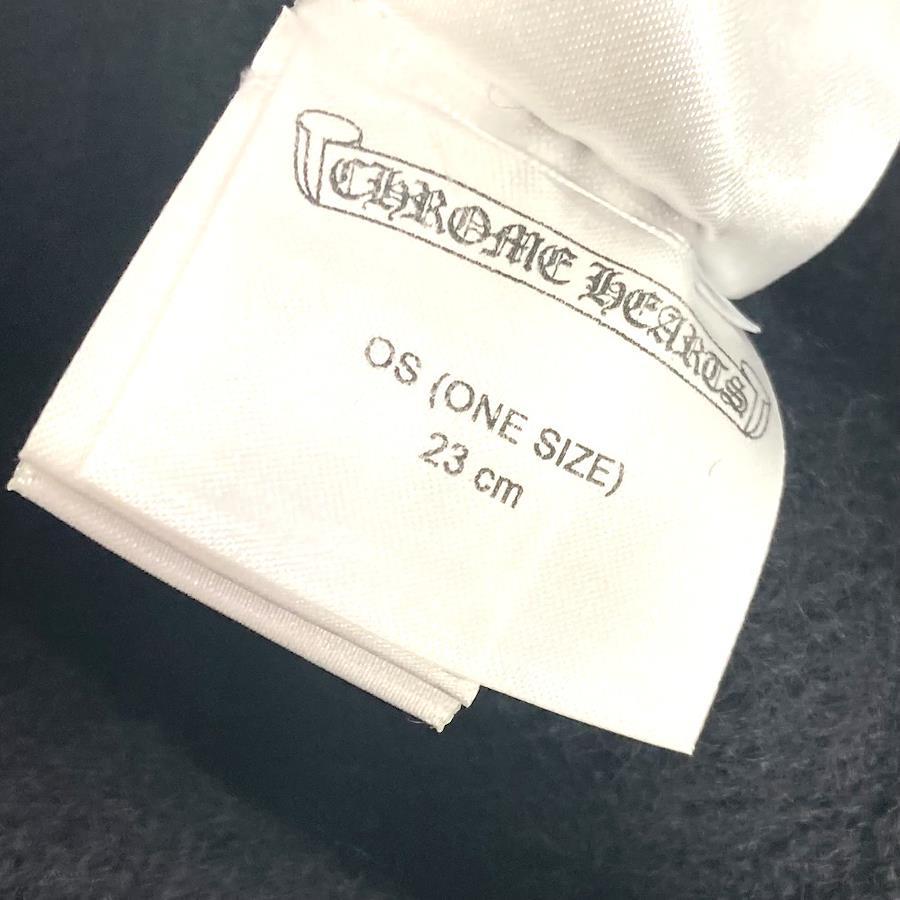 CHROME HEARTS
OS (ONE SIZE)
23 cm